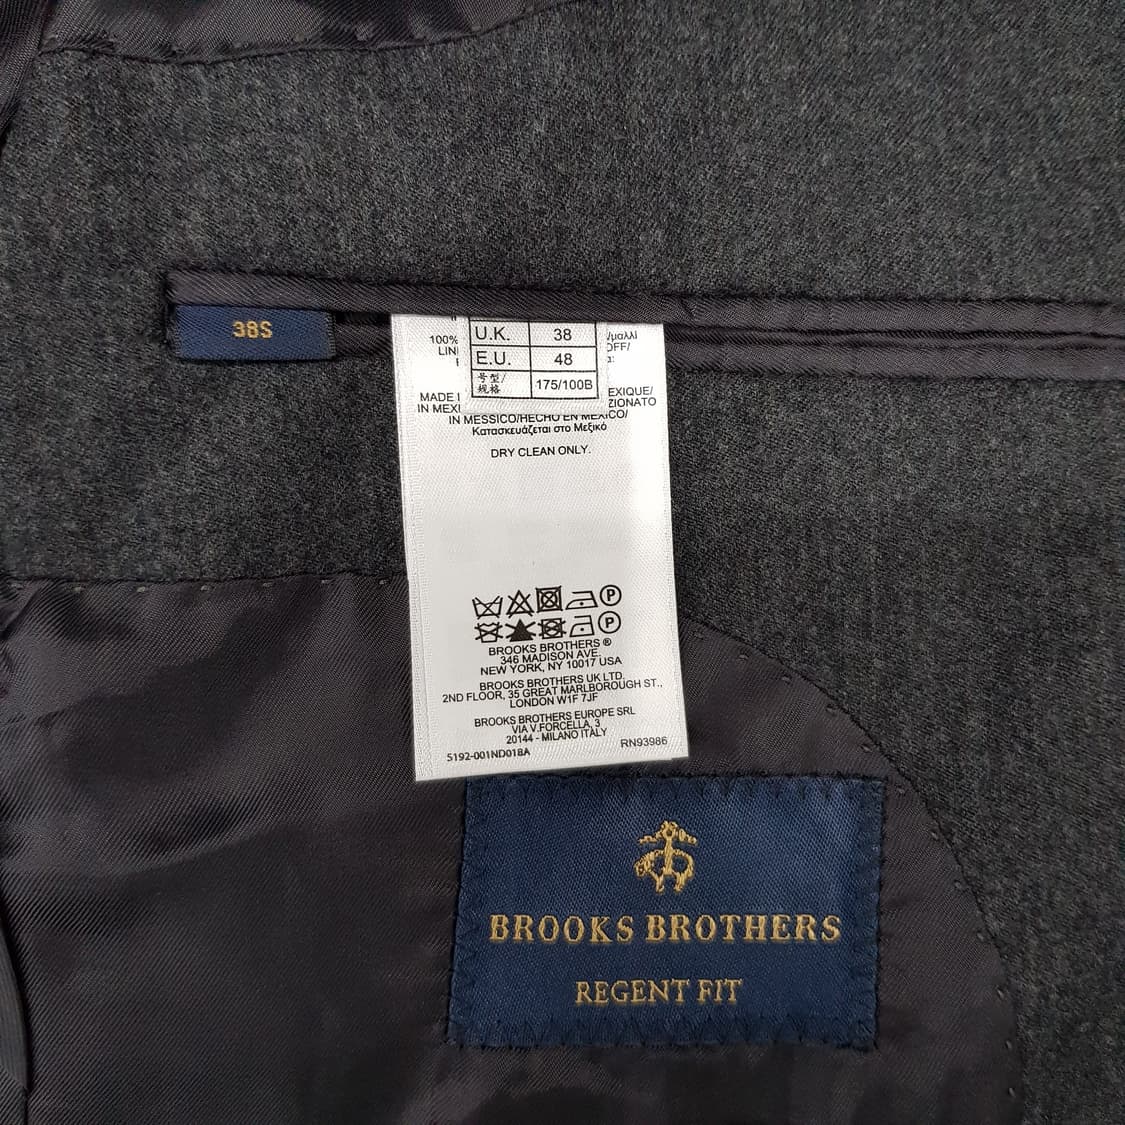 38S
U.K. 38
E.U. 48
号型/
规格 175/100B
100%
/μαλλί
LIN
OFF/
MADE I
EXIQUE/
IN MEXI
ZIONATO
IN MESSICO/HECHO EN MEXICO/
Κατασκευάζεται στο Μεξικό
DRY CLEAN ONLY.
P
P
BROOKS BROTHERS ®
346 MADISON AVE.
NEW YORK, NY 10017 USA
BROOKS BROTHERS UK LTD.
2ND FLOOR, 35 GREAT MARLBOROUGH ST.,
LONDON W1F 7JF
BROOKS BROTHERS EUROPE SRL
VIA V.FORCELLA, 3
20144 - MILANO ITALY
RN93986
5192-001ND01BA
BROOKS BROTHERS
REGENT FIT